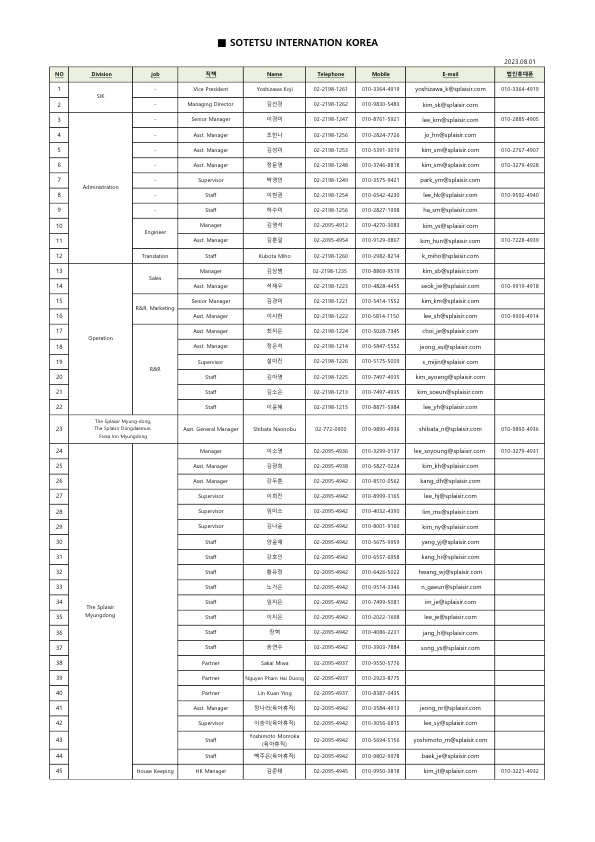 ■ SOTETSU INTERNATION KOREA
2023.08.01
NO Division Job 직책 Name Telephone Mobile E-mail 법인휴대폰
1 SIK - Vice President Yoshizawa Koji 02-2198-1261 010-3364-4919 yoshizawa_k@splaisir.com 010-3364-4919
2 - Managing Director 김선경 02-2198-1262 010-9830-5483 kim_sk@splaisir.com
3 Administration - Senior Manager 이경미 02-2198-1247 010-8761-5921 lee_km@splaisir.com 010-2885-4905
4 - Asst. Manager 조한나 02-2198-1256 010-2824-7726 jo_hn@splaisir.com
5 - Asst. Manager 김성미 02-2198-1253 010-5391-3019 kim_sm@splaisir.com 010-2767-4907
6 - Asst. Manager 정문영 02-2198-1248 010-3746-8818 kim_sm@splaisir.com 010-3279-4928
7 - Supervisor 박영민 02-2198-1249 010-3575-9421 park_ym@splaisir.com
8 - Staff 이현권 02-2198-1254 010-6542-4230 lee_hk@splaisir.com 010-9592-4940
9 - Staff 하수미 02-2198-1256 010-2827-1998 ha_sm@splaisir.com
10 Engineer Manager 김영석 02-2095-4912 010-4270-3083 kim_ys@splaisir.com
11 Asst. Manager 김훈일 02-2095-4954 010-9129-0867 kim_hun@splaisir.com 010-7228-4939
12 Translation Staff Kubota Miho 02-2198-1260 010-2982-8214 k_miho@splaisir.com
13 Operation Sales Manager 김상범 02-2198-1235 010-8869-9519 kim_sb@splaisir.com
14 Asst. Manager 석재우 02-2198-1223 010-4828-4455 seok_jw@splaisir.com 010-9919-4918
15 R&R, Marketing Senior Manager 김경미 02-2198-1221 010-5414-1552 kim_km@splaisir.com
16 Asst. Manager 이시현 02-2198-1222 010-5814-1150 lee_sh@splaisir.com 010-9906-4914
17 R&R Asst. Manager 최지은 02-2198-1224 010-5028-7345 choi_je@splaisir.com
18 Asst. Manager 정은석 02-2198-1214 010-5847-5552 jeong_es@splaisir.com
19 Supervisor 설미진 02-2198-1226 010-5175-5009 s_mijin@splaisir.com
20 Staff 김아영 02-2198-1225 010-7497-4935 kim_ayoeng@splaisir.com
21 Staff 김소은 02-2198-1213 010-7497-4935 kim_soeun@splaisir.com
22 Staff 이윤혜 02-2198-1215 010-8871-5984 lee_yh@splaisir.com
23 The Splaisir Myung-dong,
The Splaisir Dongdaemue,
Fresa Inn Myungdong
Asst. General Manager Shibata Naonobu 02-772-0900 010-9890-4936 shibata_n@splaisir.com 010-9890-4936
24 The Splaisir
Myungdong
Manager 이소영 02-2095-4936 010-3299-0137 lee_soyoung@splaisir.com 010-3279-4931
25 Asst. Manager 김광희 02-2095-4938 010-5827-0224 kim_kh@splaisir.com
26 Asst. Manager 강두훈 02-2095-4942 010-8510-0562 kang_dh@splaisir.com
27 Supervisor 이희진 02-2095-4942 010-8999-3165 lee_hj@splaisir.com
28 Supervisor 임미소 02-2095-4942 010-4032-4390 lim_ms@splaisir.com
29 Supervisor 강나윤 02-2095-4942 010-8001-9160 kim_ny@splaisir.com
30 Staff 양윤제 02-2095-4942 010-5675-9959 yang_yj@splaisir.com
31 Staff 강호인 02-2095-4942 010-6557-6958 kang_hi@splaisir.com
32 Staff 황유정 02-2095-4942 010-6426-5022 hwang_wj@splaisir.com
33 Staff 노가은 02-2095-4942 010-9514-3346 n_gaeun@splaisir.com
34 Staff 임지은 02-2095-4942 010-7499-5081 im_je@splaisir.com
35 Staff 이지은 02-2095-4942 010-2022-1698 lee_je@splaisir.com
36 Staff 장혁 02-2095-4942 010-4086-2231 jang_h@splaisir.com
37 Staff 송연수 02-2095-4942 010-3903-7884 song_ys@splaisir.com
38 Partner Sakai Miwa 02-2095-4937 010-9550-5776
39 Partner Nguyen Pham Hai Duong 02-2095-4937 010-2923-8775
40 Partner Lin Kuan Ying 02-2095-4937 010-8387-0435
41 Asst. Manager 정나리(육아휴직) 02-2095-4942 010-3584-4913 jeong_nr@splaisir.com
42 Supervisor 이송이(육아휴직) 02-2095-4942 010-3056-6815 lee_sy@splaisir.com
43 Staff Yoshimoto Momoka
(육아휴직)
02-2095-4942 010-5694-5156 yoshimoto_m@splaisir.com
44 Staff 백주은(육아휴직) 02-2095-4942 010-9802-9978 baek_je@splaisir.com
45 House Keeping HK Manager 김준태 02-2095-4945 010-9950-3818 kim_jt@splaisir.com 010-3221-4932